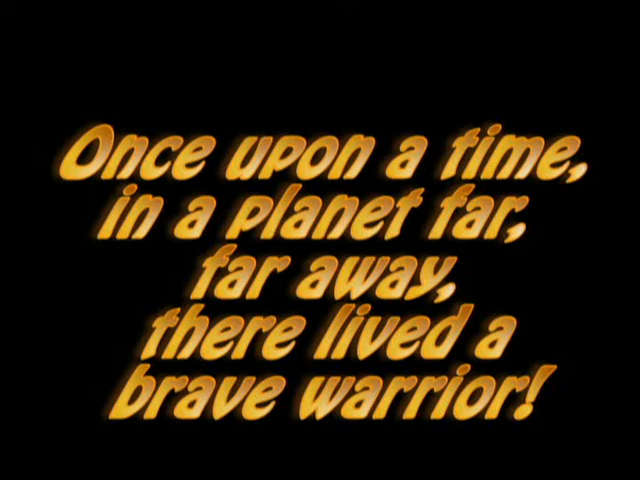 Once upon a time,
in a planet far,
far away,
there lived a
brave warrior!